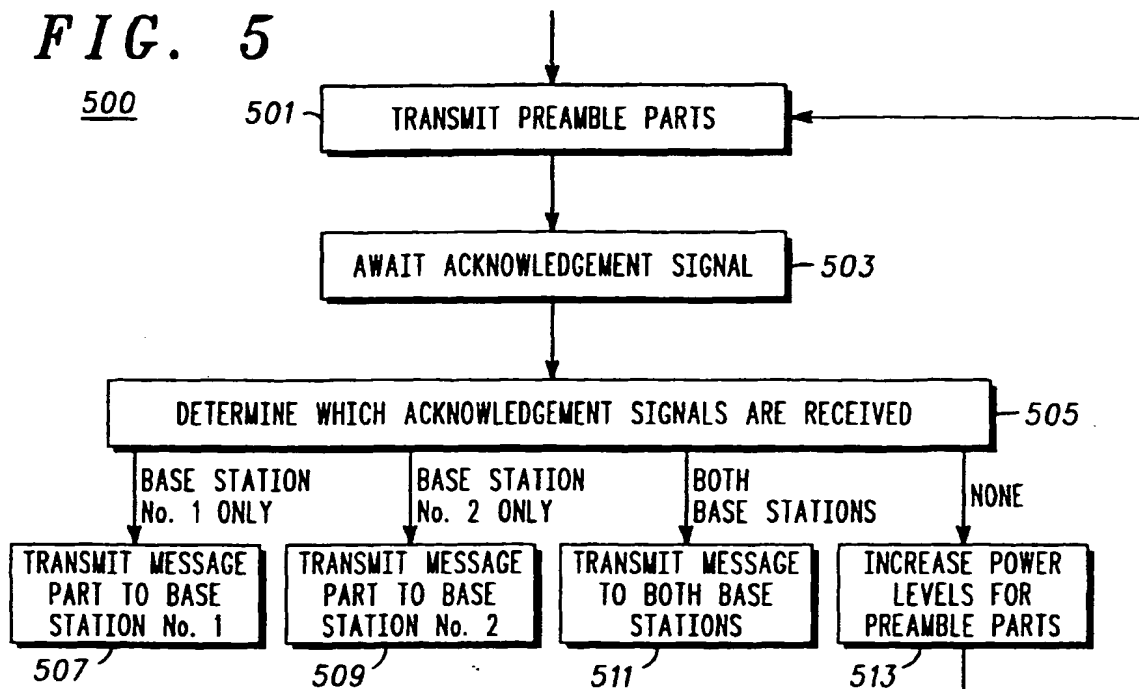 FIG. 5
500
501
TRANSMIT PREAMBLE PARTS
AWAIT ACKNOWLEDGEMENT SIGNAL
503
DETERMINE WHICH ACKNOWLEDGEMENT SIGNALS ARE RECEIVED
505
BASE STATION
No. 1 ONLY
BASE STATION
No. 2 ONLY
BOTH
BASE STATIONS
NONE
TRANSMIT MESSAGE
PART TO BASE
STATION No. 1
507
TRANSMIT MESSAGE
PART TO BASE
STATION No. 2
509
TRANSMIT MESSAGE
TO BOTH BASE
STATIONS
511
INCREASE POWER
LEVELS FOR
PREAMBLE PARTS
513